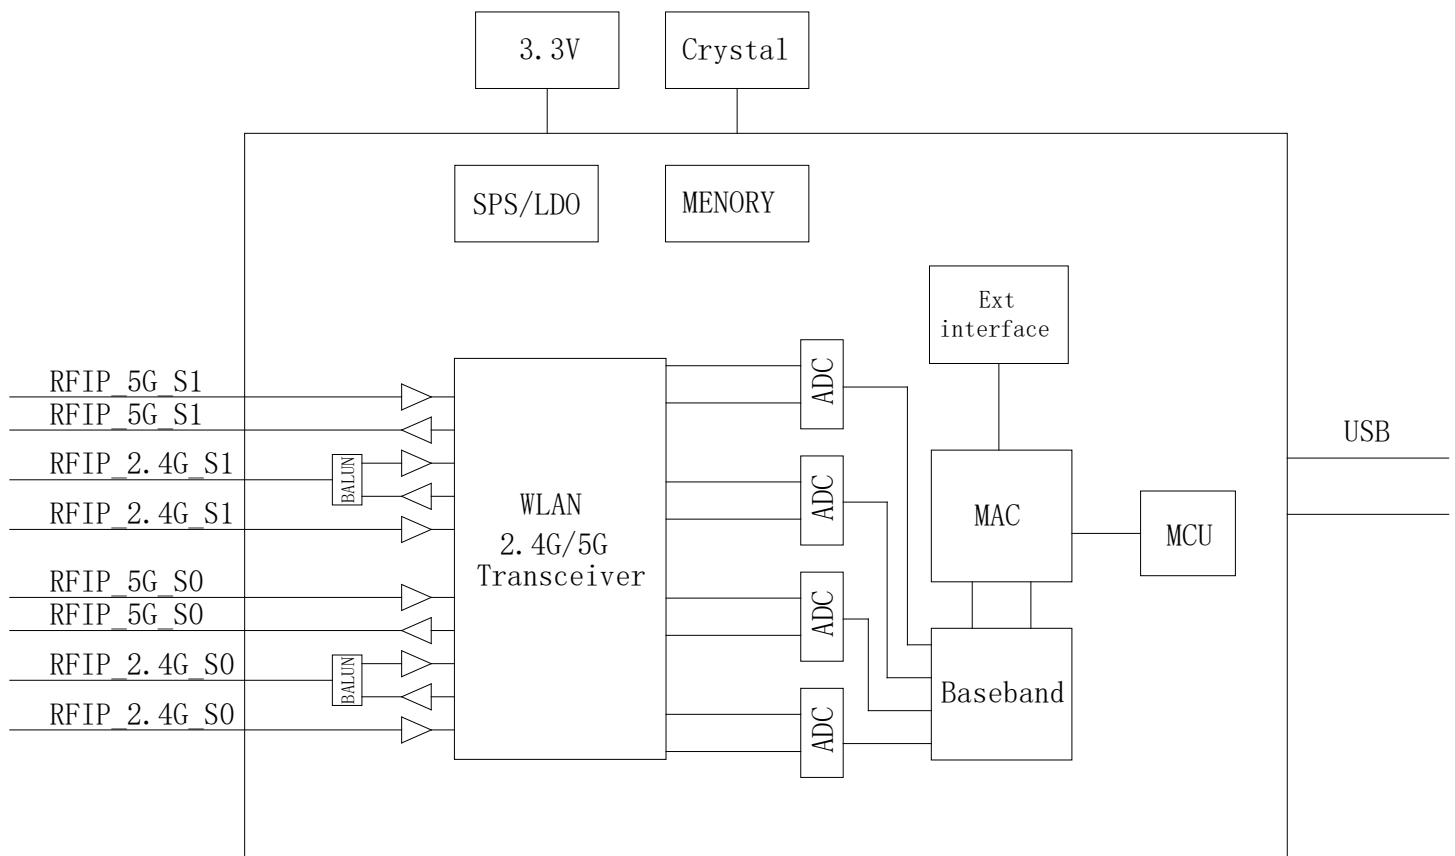 3.3V
Crystal
SPS/LDO
MENORY
Ext
interface
RFIP_5G_S1
RFIP_5G_S1
RFIP_2.4G_S1
RFIP_2.4G_S1
RFIP_5G_S0
RFIP_5G_S0
RFIP_2.4G_S0
RFIP_2.4G_S0
BALUN
BALUN
WLAN
2.4G/5G
Transceiver
ADC
ADC
ADC
ADC
MAC
MCU
Baseband
USB